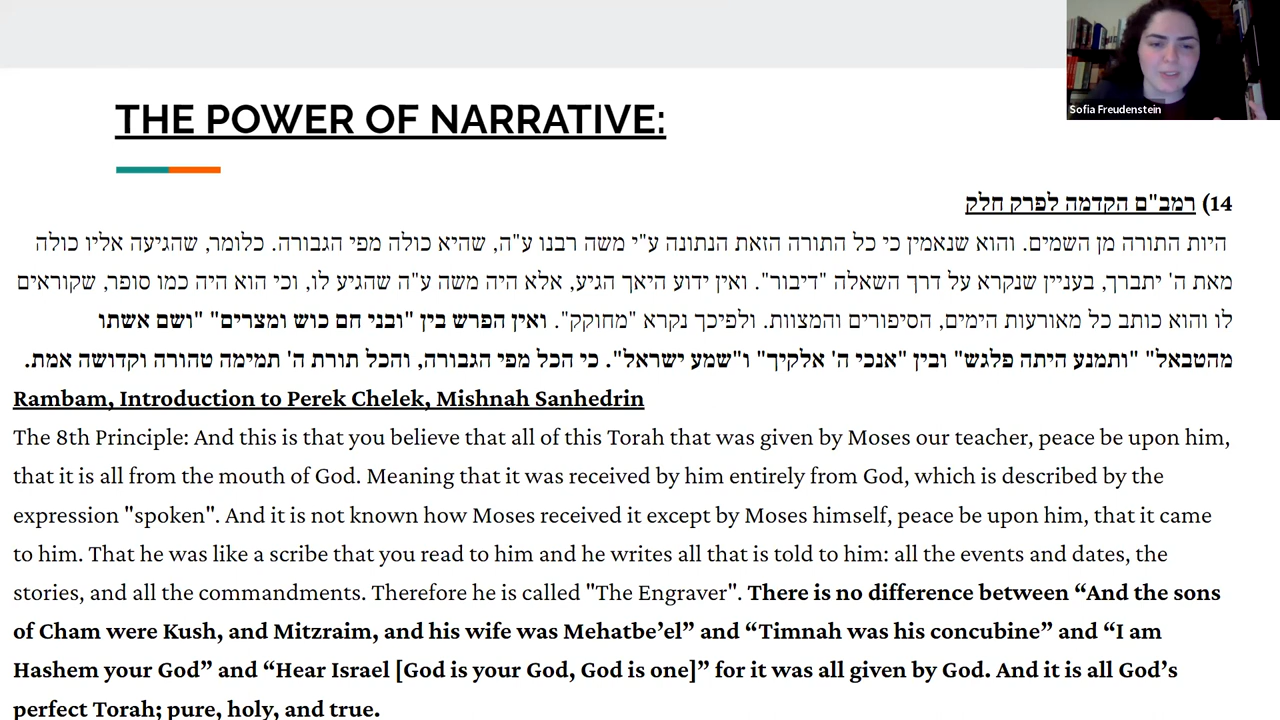 Sofia Freudenstein
THE POWER OF NARRATIVE:
14) רמב"ם הקדמה לפרק חלק
היות התורה מן השמים. והוא שנאמין כי כל התורה הזאת הנתונה ע"י משה רבנו ע"ה, שהיא כולה מפי הגבורה. כלומר, שהגיעה אליו כולה
מאת ה' יתברך, בעניין שנקרא על דרך השאלה "דיבור". ואין ידוע היאך הגיע, אלא היה משה ע"ה שהגיע לו, וכי הוא היה כמו סופר, שקוראים
לו והוא כותב כל מאורעות הימים, הסיפורים והמצוות. ולפיכך נקרא "מחוקק". ואין הפרש בין "ובני חם כוש ומצרים" "ושם אשתו
מהטבאל" "ותמנע היתה פלגש" ובין "אנכי ה' אלקיך" ו"שמע ישראל". כי הכל מפי הגבורה, והכל תורת ה' תמימה טהורה וקדושה אמת.
Rambam, Introduction to Perek Chelek, Mishnah Sanhedrin
The 8th Principle: And this is that you believe that all of this Torah that was given by Moses our teacher, peace be upon him,
that it is all from the mouth of God. Meaning that it was received by him entirely from God, which is described by the
expression "spoken". And it is not known how Moses received it except by Moses himself, peace be upon him, that it came
to him. That he was like a scribe that you read to him and he writes all that is told to him: all the events and dates, the
stories, and all the commandments. Therefore he is called "The Engraver". There is no difference between “And the sons
of Cham were Kush, and Mitzraim, and his wife was Mehatbe’el” and “Timnah was his concubine” and “I am
Hashem your God” and “Hear Israel [God is your God, God is one]” for it was all given by God. And it is all God’s
perfect Torah; pure, holy, and true.